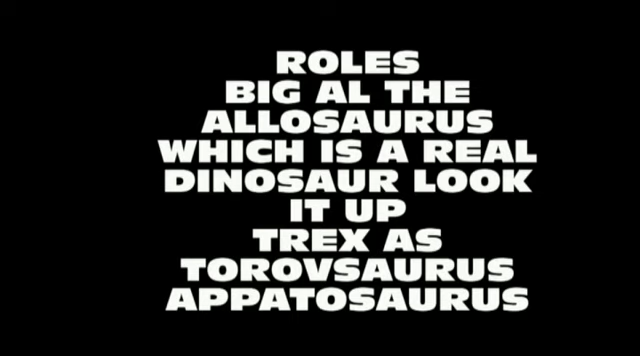 ROLES
BIG AL THE
ALLOSAURUS
WHICH IS A REAL
DINOSAUR LOOK
IT UP
TREX AS
TOROVSAURUS
APPATOSAURUS